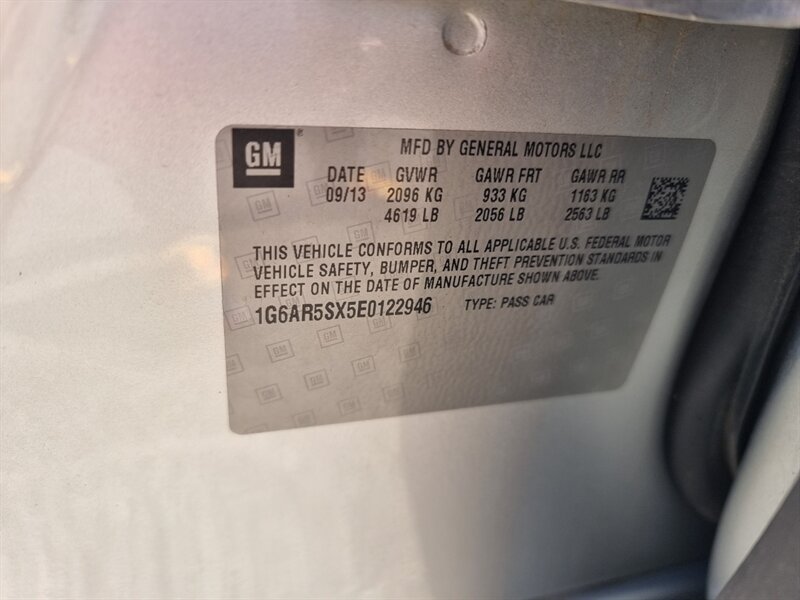 GM ® MFD BY GENERAL MOTORS LLC
DATE GVWR GAWR FRT GAWR RR
09/13 2096 KG 933 KG 1163 KG
4619 LB 2056 LB 2563 LB
THIS VEHICLE CONFORMS TO ALL APPLICABLE U.S. FEDERAL MOTOR
VEHICLE SAFETY, BUMPER, AND THEFT PREVENTION STANDARDS IN
EFFECT ON THE DATE OF MANUFACTURE SHOWN ABOVE.
1G6AR5SX5E0122946 TYPE: PASS CAR